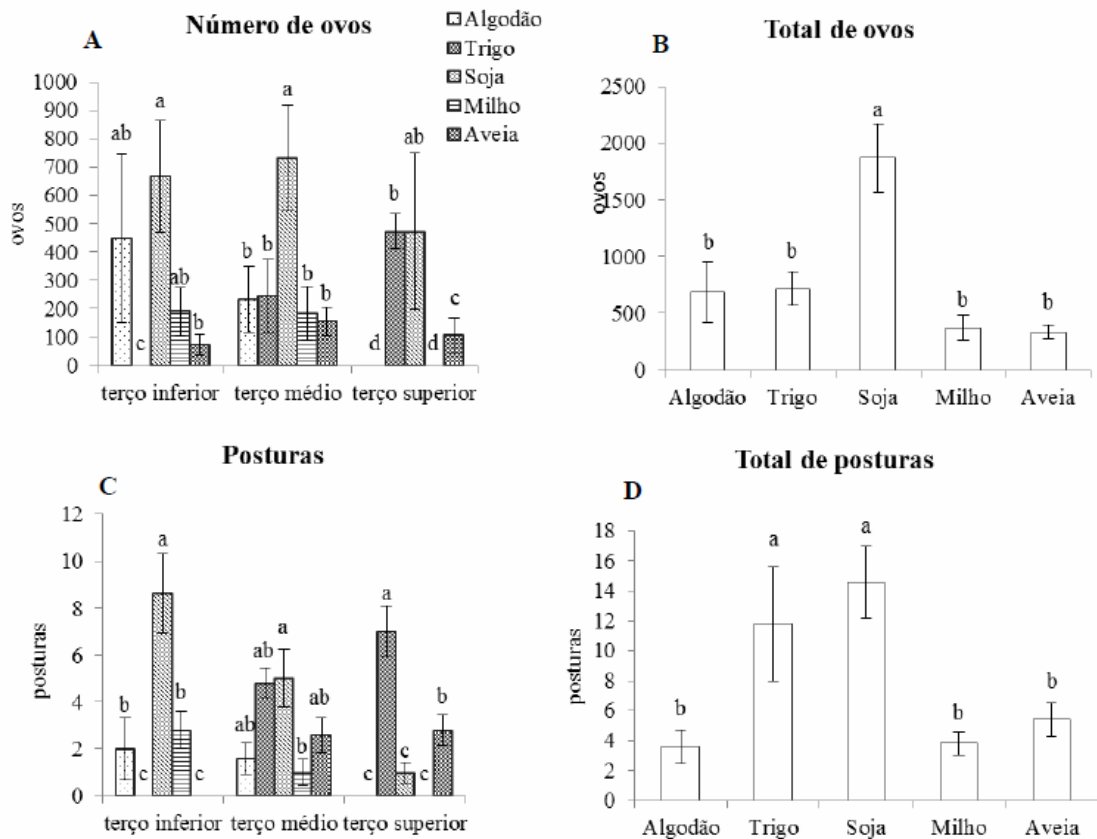 A
Número de ovos
Algodão
Trigo
Soja
Milho
Aveia
ovos
1000
900
800
700
600
500
400
300
200
100
0
ab
c
a
ab
b
b
b
a
b
b
d
b
ab
d
c
terço inferior
terço médio
terço superior
B
Total de ovos
ovos
2500
2000
1500
1000
500
0
b
b
a
b
b
Algodão
Trigo
Soja
Milho
Aveia
C
Posturas
posturas
12
10
8
6
4
2
0
b
c
a
b
c
ab
ab
a
b
ab
c
a
c
c
b
terço inferior
terço médio
terço superior
D
Total de posturas
posturas
18
16
14
12
10
8
6
4
2
0
b
a
a
b
b
Algodão
Trigo
Soja
Milho
Aveia